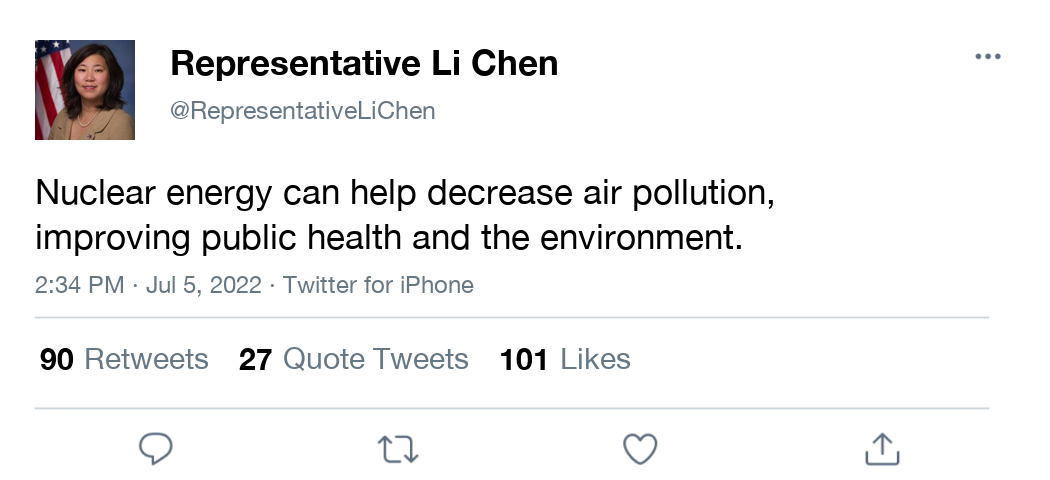 Representative Li Chen
@RepresentativeLiChen
Nuclear energy can help decrease air pollution,
improving public health and the environment.
2:34 PM · Jul 5, 2022 · Twitter for iPhone
90 Retweets 27 Quote Tweets 101 Likes